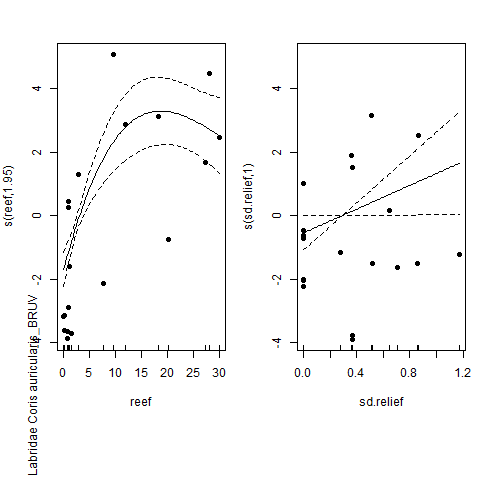 Labridae Coris auricularis_BRUV
s(reef,1.95)
4
2
0
-2
-4
0 5 10 15 20 25 30
reef
s(sd.relief,1)
4
2
0
-2
-4
0.0 0.4 0.8 1.2
sd.relief